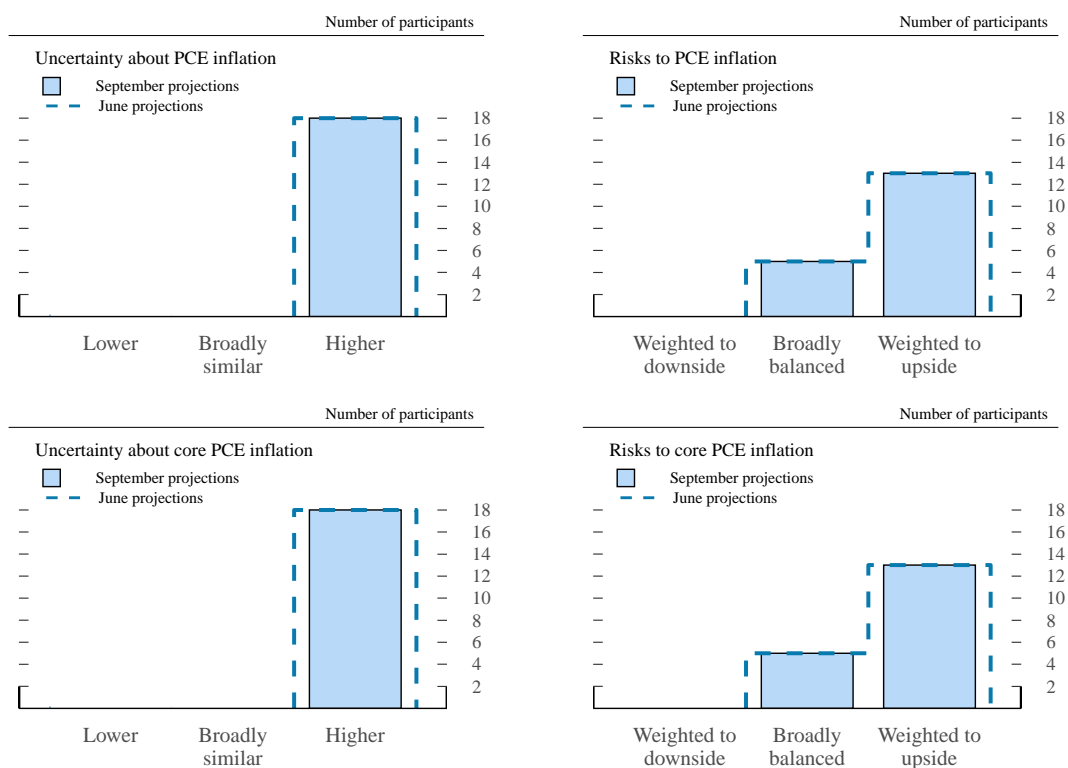 Number of participants
Uncertainty about PCE inflation
September projections
June projections
18
16
14
12
10
8
6
4
2
Lower
Broadly
similar
Higher
Number of participants
Risks to PCE inflation
September projections
June projections
18
16
14
12
10
8
6
4
2
Weighted to
downside
Broadly
balanced
Weighted to
upside
Number of participants
Uncertainty about core PCE inflation
September projections
June projections
18
16
14
12
10
8
6
4
2
Lower
Broadly
similar
Higher
Number of participants
Risks to core PCE inflation
September projections
June projections
18
16
14
12
10
8
6
4
2
Weighted to
downside
Broadly
balanced
Weighted to
upside